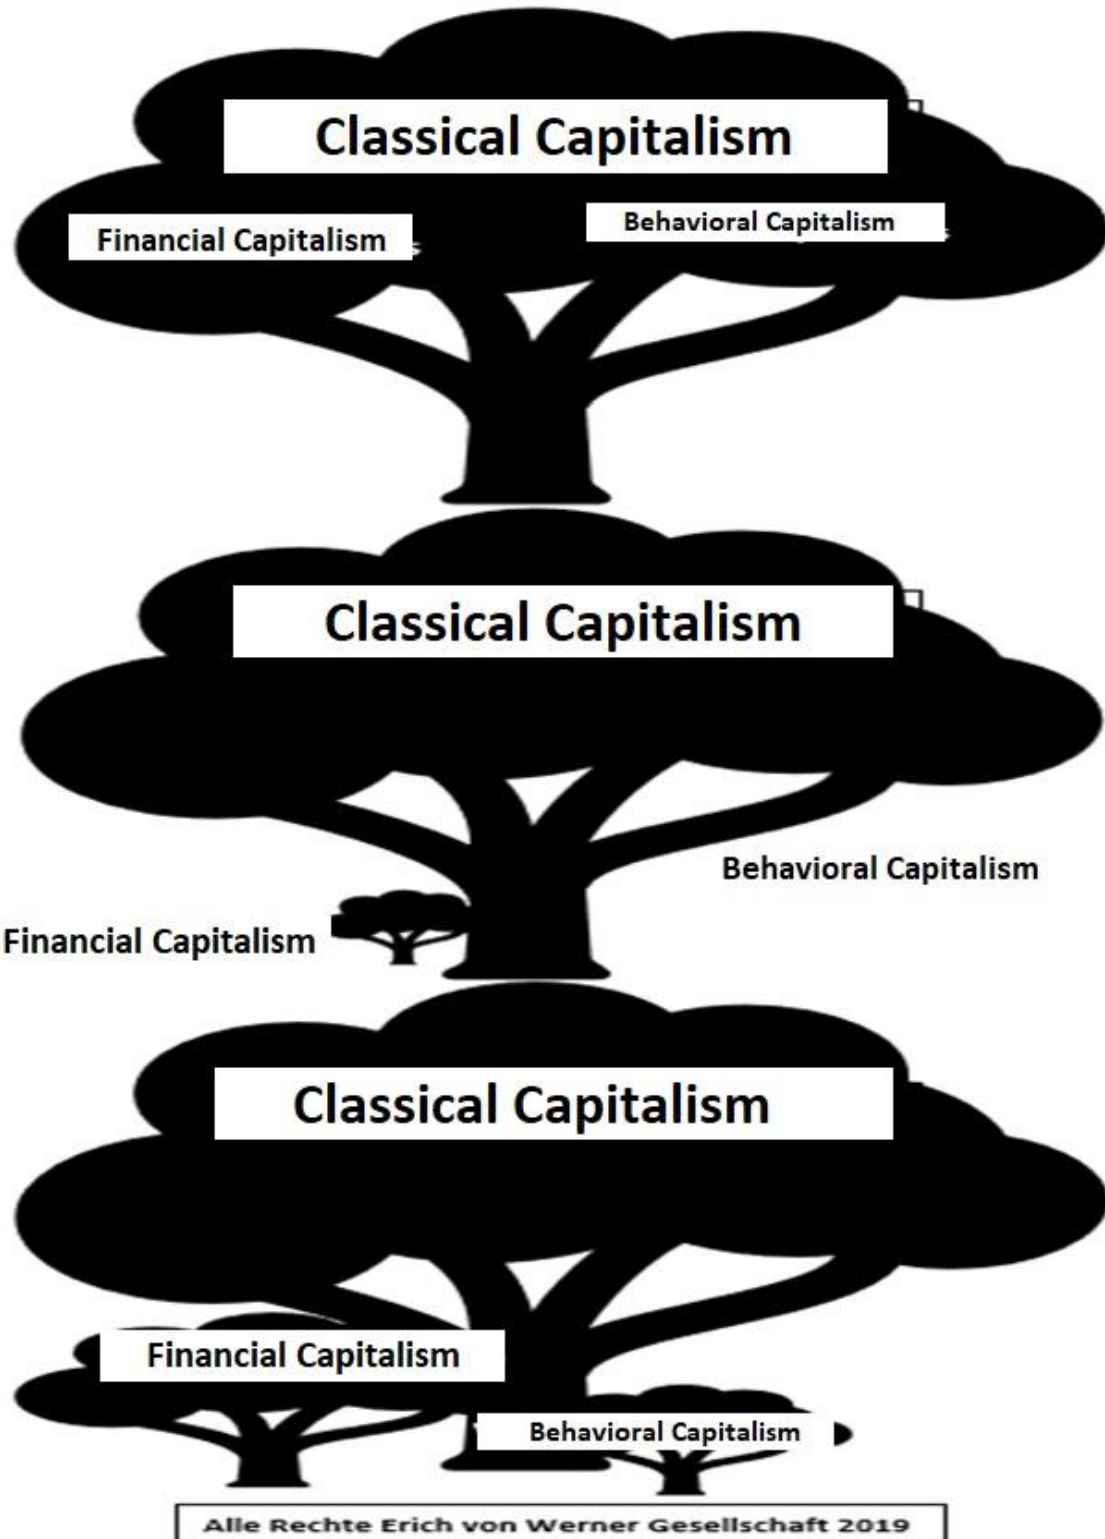 Classical Capitalism
Financial Capitalism
Behavioral Capitalism
Classical Capitalism
Behavioral Capitalism
Financial Capitalism
Classical Capitalism
Financial Capitalism
Behavioral Capitalism
Alle Rechte Erich von Werner Gesellschaft 2019